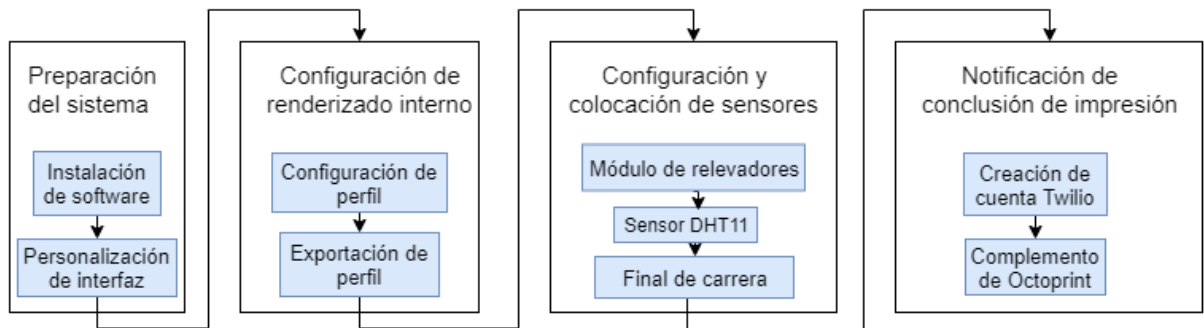 Preparación
del sistema
Instalación
de software
Personalización
de interfaz
Configuración de
renderizado interno
Configuración de
perfil
Exportación de
perfil
Configuración y
colocación de sensores
Módulo de relevadores
Sensor DHT11
Final de carrera
Notificación de
conclusión de impresión
Creación de
cuenta Twilio
Complemento
de Octoprint